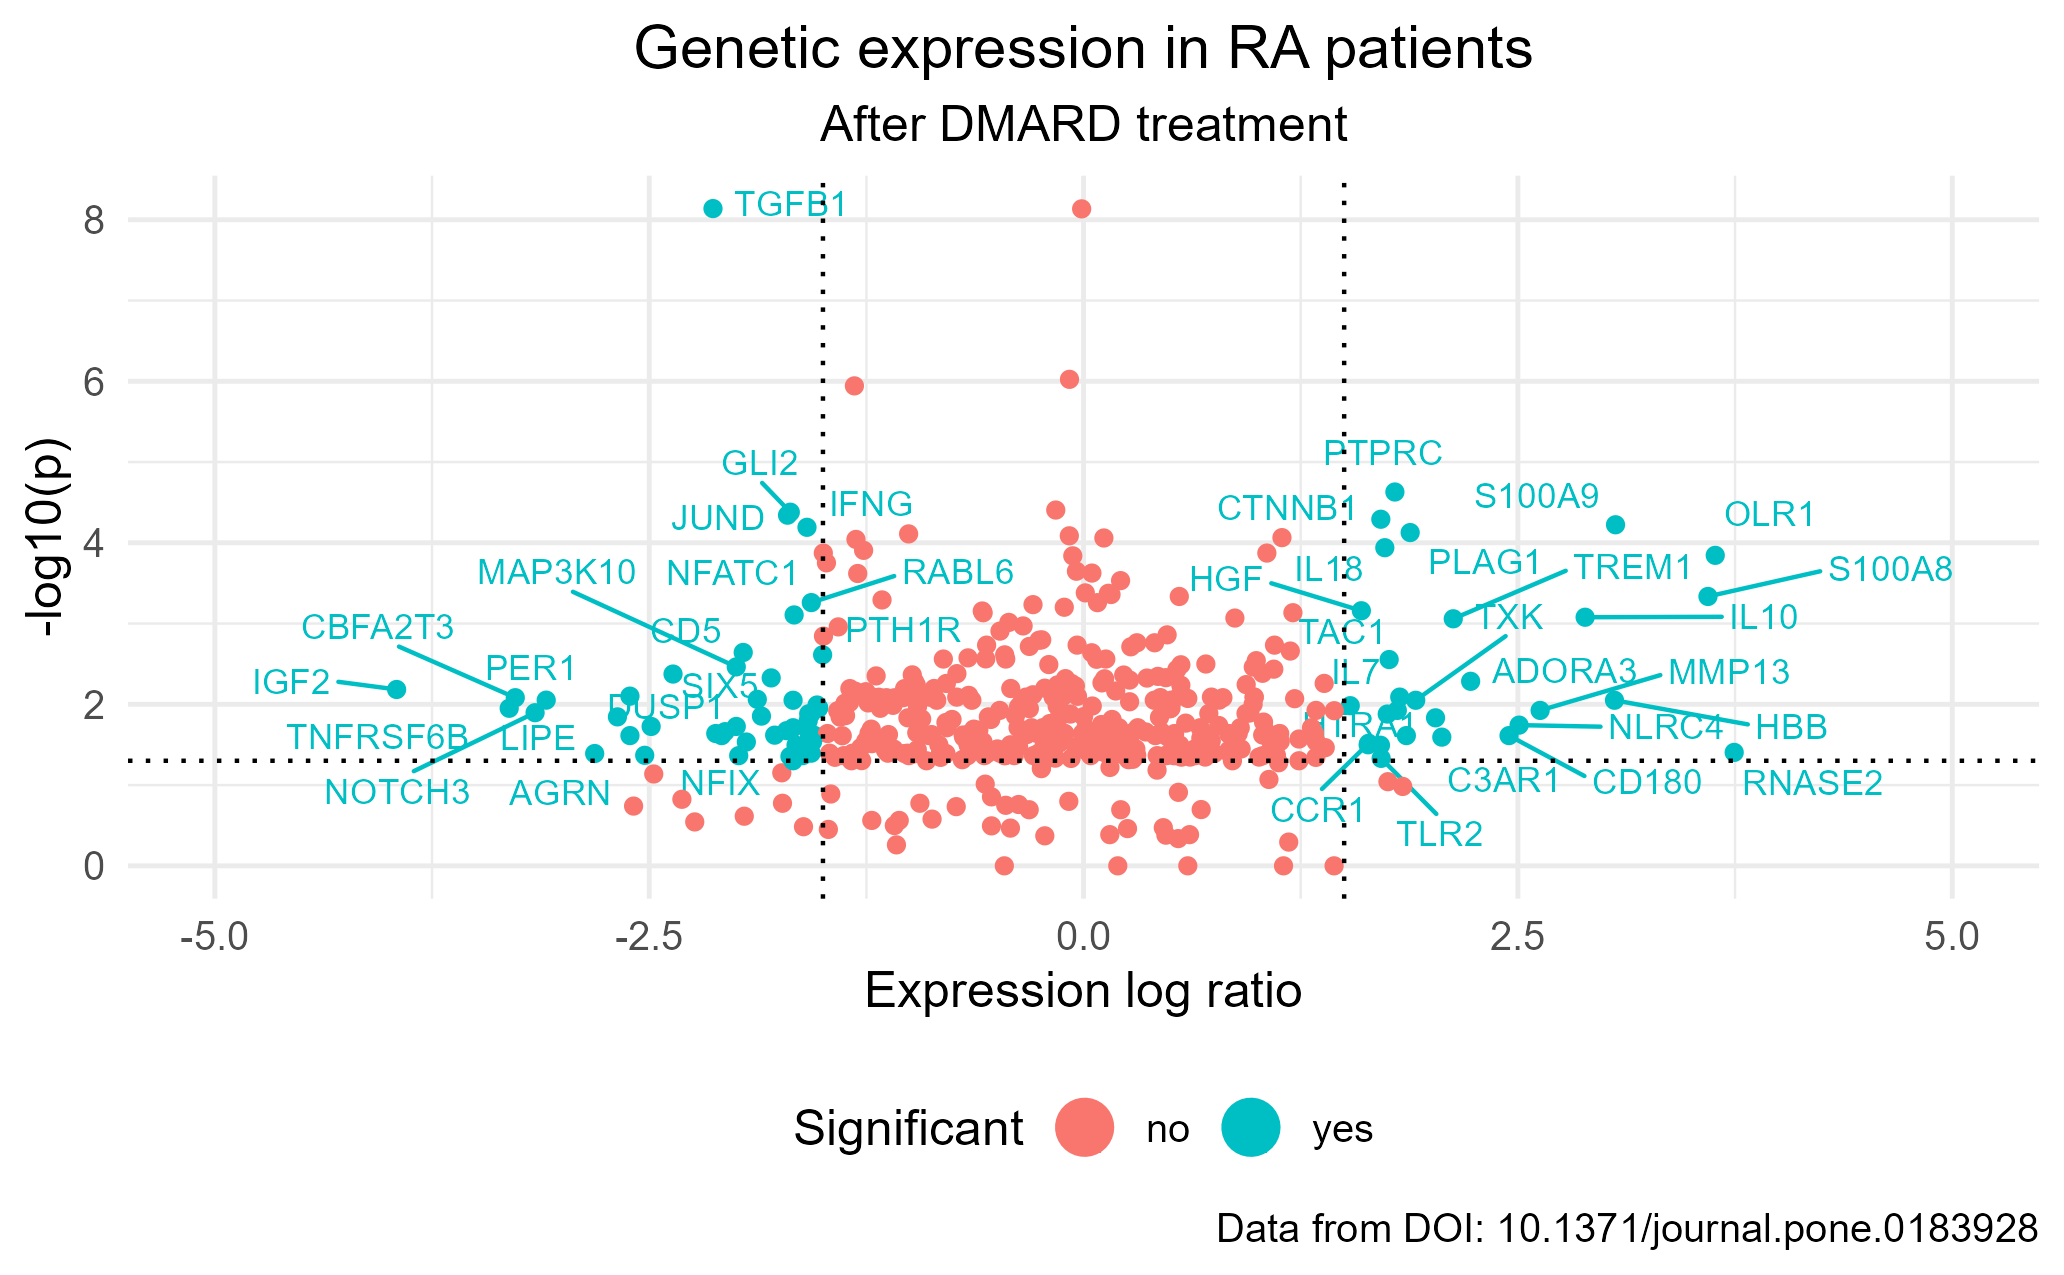 Genetic expression in RA patients
After DMARD treatment
8
6
4
2
0
-log10(p)
TGFB1
GLI2
PTPRC
IFNG
JUND
CTNNB1
S100A9
OLR1
MAP3K10
NFATC1
RABL6
HGF
IL18
PLAG1
TREM1
S100A8
CBFA2T3
CD5
PTH1R
TAC1
TXK
IL10
IGF2
PER1
SIX5
IL7
ADORA3
MMP13
DUSP1
TNFRSF6B
LIPE
HTRA1
NLRC4
HBB
NOTCH3
AGRN
NFIX
CCR1
C3AR1
CD180
RNASE2
TLR2
-5.0
-2.5
0.0
2.5
5.0
Expression log ratio
Significant
no
yes
Data from DOI: 10.1371/journal.pone.0183928